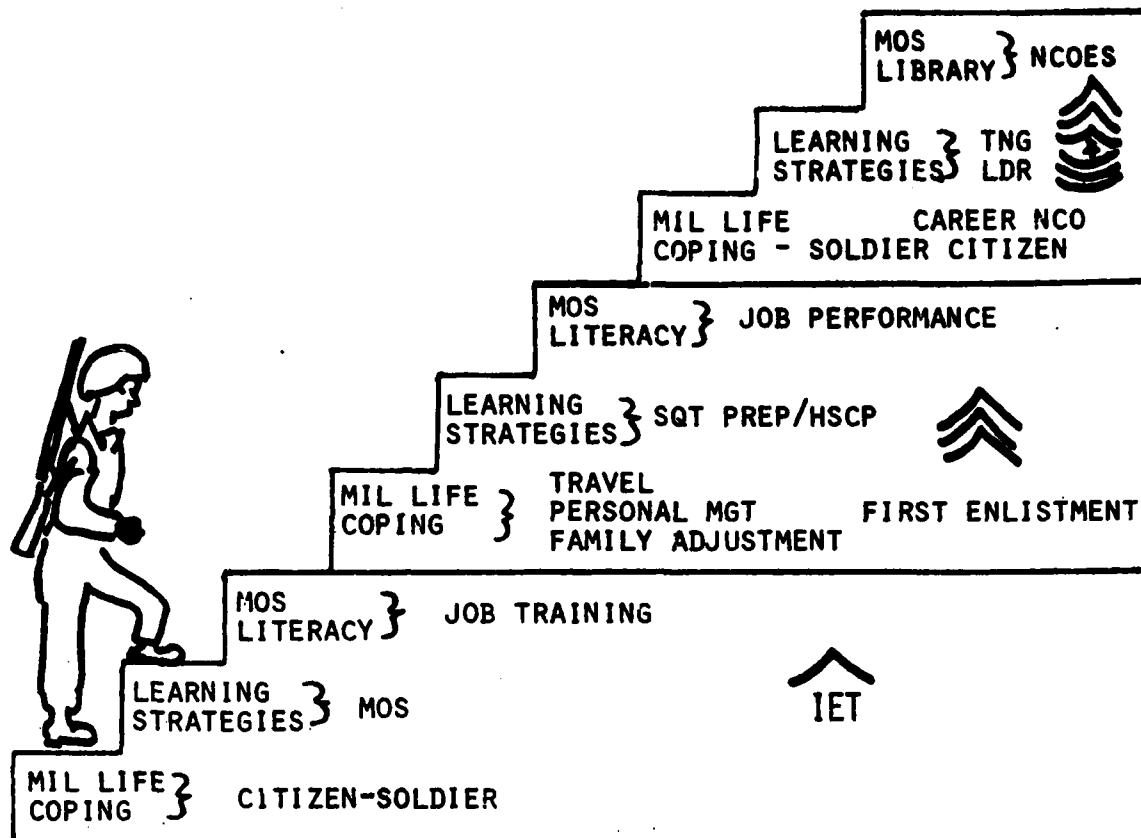 MOS
LIBRARY } NCOES
LEARNING } TNG
STRATEGIES } LDR
MIL LIFE CAREER NCO
COPING - SOLDIER CITIZEN
MOS
LITERACY } JOB PERFORMANCE
LEARNING
STRATEGIES } SQT PREP/HSCP
MIL LIFE } TRAVEL
COPING PERSONAL MGT FIRST ENLISTMENT
FAMILY ADJUSTMENT
MOS
LITERACY } JOB TRAINING
LEARNING
STRATEGIES } MOS
IET
MIL LIFE
COPING } CITIZEN-SOLDIER